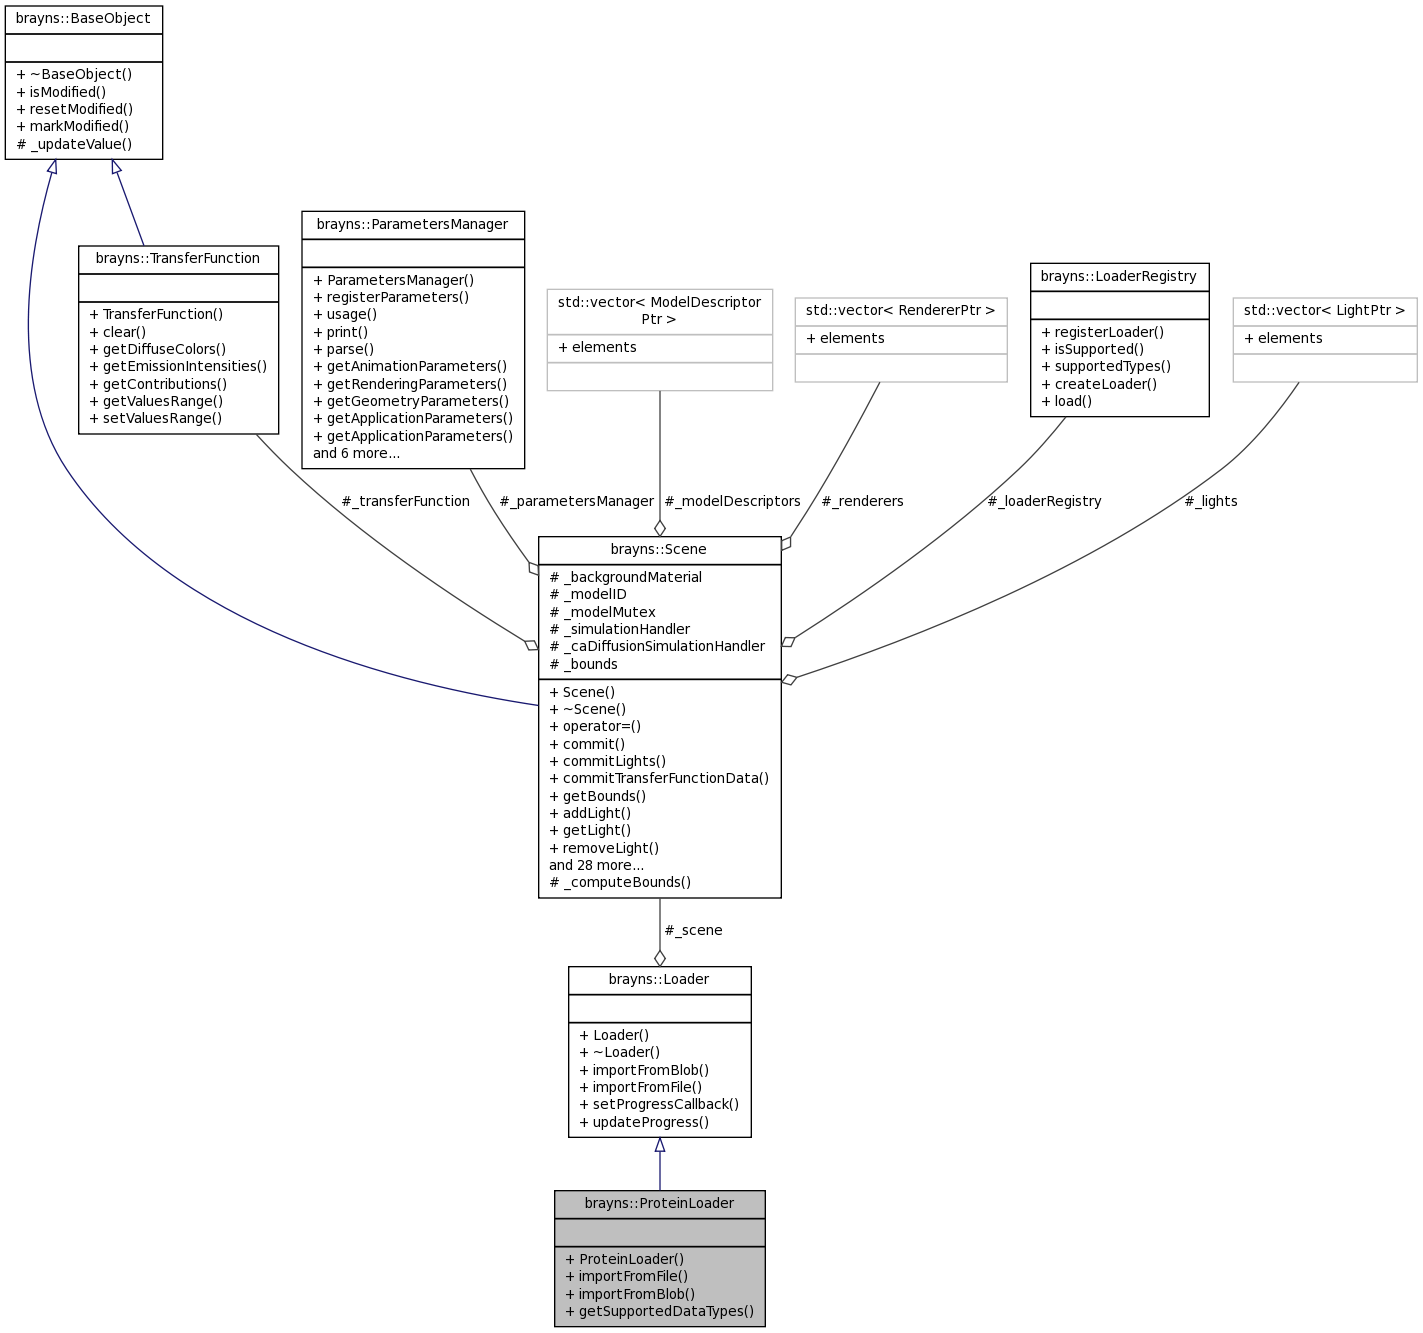 brayns::BaseObject
+ ~BaseObject()
+ isModified()
+ resetModified()
+ markModified()
# _updateValue()
brayns::TransferFunction
+ TransferFunction()
+ clear()
+ getDiffuseColors()
+ getEmissionIntensities()
+ getContributions()
+ getValuesRange()
+ setValuesRange()
brayns::ParametersManager
+ ParametersManager()
+ registerParameters()
+ usage()
+ print()
+ parse()
+ getAnimationParameters()
+ getRenderingParameters()
+ getGeometryParameters()
+ getApplicationParameters()
+ getApplicationParameters()
and 6 more...
std::vector< ModelDescriptor
Ptr >
+ elements
std::vector< RendererPtr >
+ elements
brayns::LoaderRegistry
+ registerLoader()
+ isSupported()
+ supportedTypes()
+ createLoader()
+ load()
std::vector< LightPtr >
+ elements
#_transferFunction
#_parametersManager
#_modelDescriptors
#_renderers
#_loaderRegistry
#_lights
brayns::Scene
# _backgroundMaterial
# _modelID
# _modelMutex
# _simulationHandler
# _caDiffusionSimulationHandler
# _bounds
+ Scene()
+ ~Scene()
+ operator=()
+ commit()
+ commitLights()
+ commitTransferFunctionData()
+ getBounds()
+ addLight()
+ getLight()
+ removeLight()
and 28 more...
# _computeBounds()
#_scene
brayns::Loader
+ Loader()
+ ~Loader()
+ importFromBlob()
+ importFromFile()
+ setProgressCallback()
+ updateProgress()
brayns::ProteinLoader
+ ProteinLoader()
+ importFromFile()
+ importFromBlob()
+ getSupportedDataTypes()